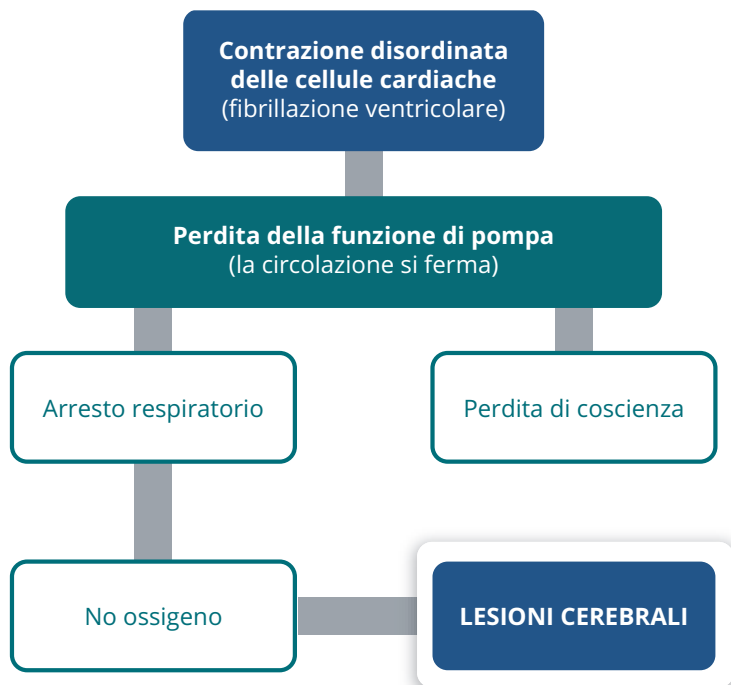 Contrazione disordinata
delle cellule cardiache
(fibrillazione ventricolare)
Perdita della funzione di pompa
(la circolazione si ferma)
Arresto respiratorio
Perdita di coscienza
No ossigeno
LESIONI CEREBRALI